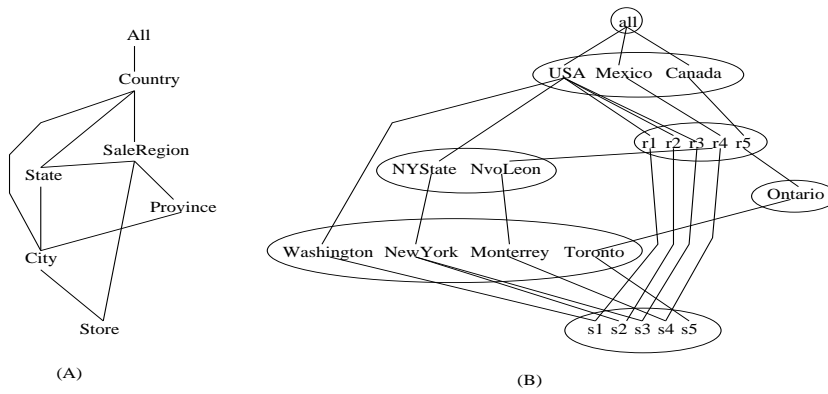 All
Country
SaleRegion
State
Province
City
Store
(A)
all
USA Mexico Canada
r1 r2 r3 r4 r5
NYState NvoLeon
Ontario
Washington NewYork Monterrey Toronto
s1 s2 s3 s4 s5
(B)